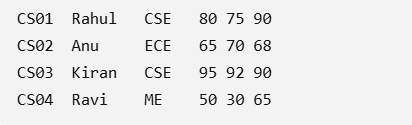 CS01  Rahul   CSE   80 75 90
CS02  Anu     ECE   65 70 68
CS03  Kiran   CSE   95 92 90
CS04  Ravi    ME    50 30 65